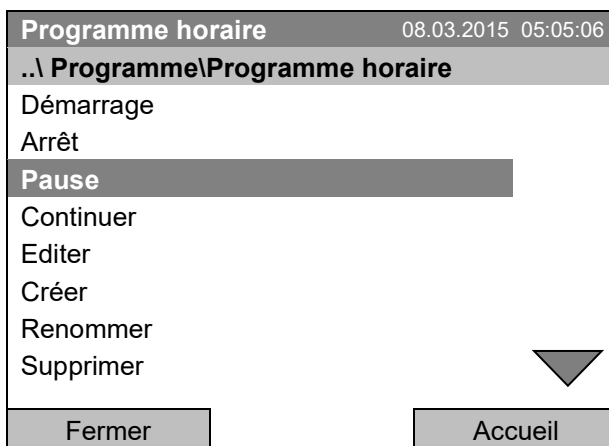 Programme horaire 08.03.2015 05:05:06
..\ Programme\Programme horaire
Démarrage
Arrêt
Pause
Continuer
Editer
Créer
Renommer
Supprimer
Fermer Accueil